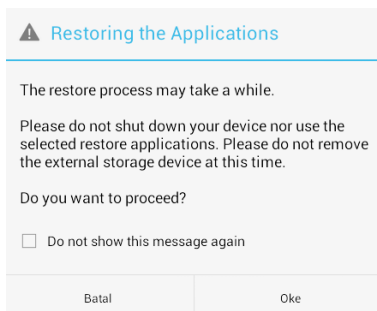 Restoring the Applications
The restore process may take a while.
Please do not shut down your device nor use the
selected restore applications. Please do not remove
the external storage device at this time.
Do you want to proceed?
Do not show this message again
Batal
Oke